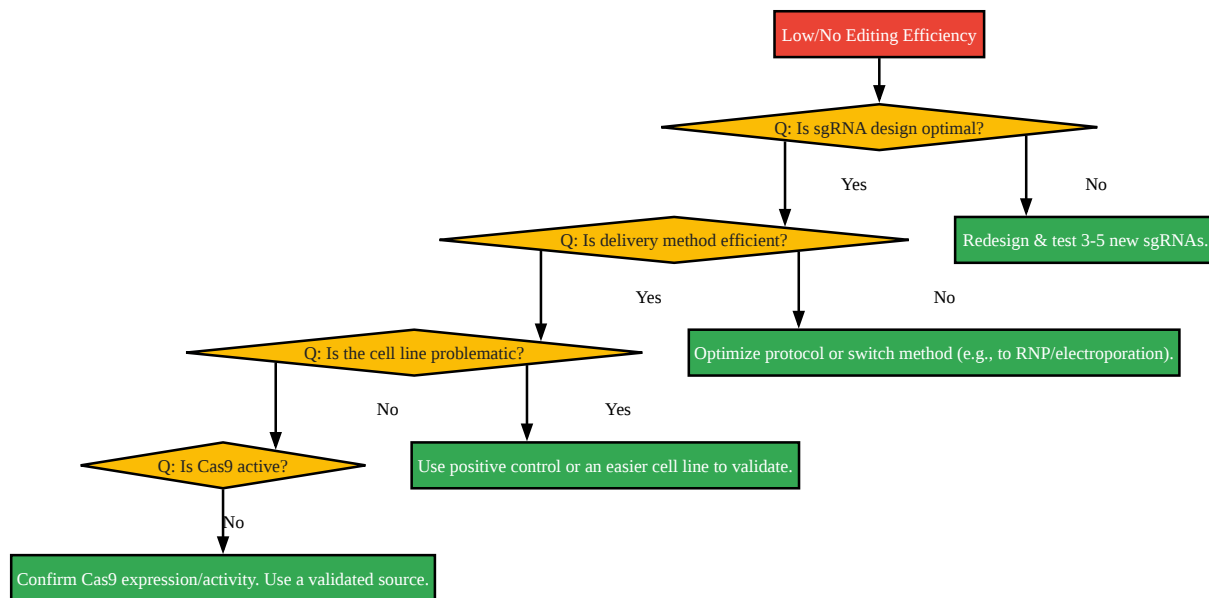 Low/No Editing Efficiency
Q: Is sgRNA design optimal?
Yes
No
Q: Is delivery method efficient?
Redesign & test 3-5 new sgRNAs.
Yes
No
Q: Is the cell line problematic?
Optimize protocol or switch method (e.g., to RNP/electroporation).
No
Yes
Q: Is Cas9 active?
Use positive control or an easier cell line to validate.
No
Confirm Cas9 expression/activity. Use a validated source.